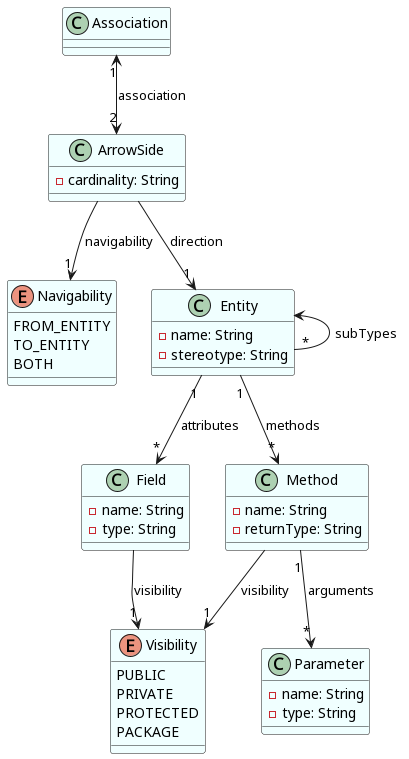 C Association
1
association
2
C ArrowSide
cardinality: String
navigability
direction
1
1
E Navigability
FROM_ENTITY
TO_ENTITY
BOTH
C Entity
name: String
stereotype: String
subTypes
*
1
1
attributes
methods
*
*
C Field
name: String
type: String
C Method
name: String
returnType: String
1
visibility
visibility
arguments
1
1
*
E Visibility
PUBLIC
PRIVATE
PROTECTED
PACKAGE
C Parameter
name: String
type: String